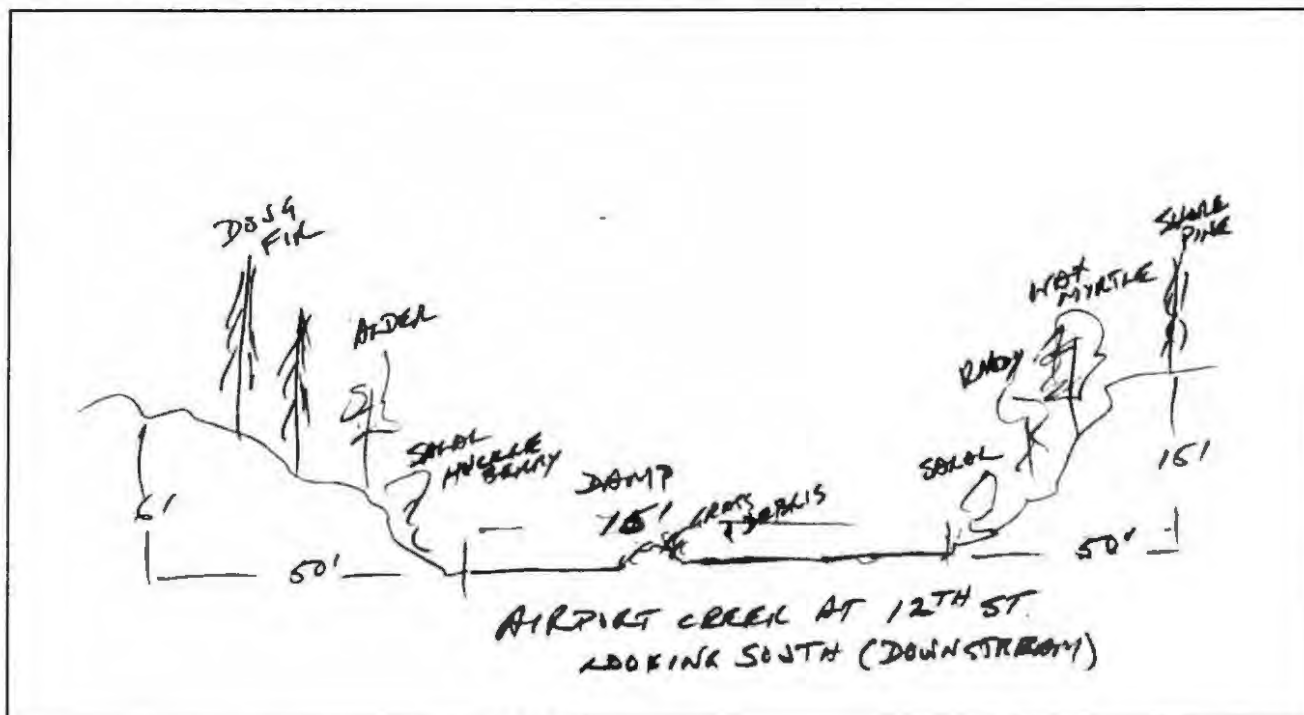 DOUG
FIR
ALDER
SALAL
HUCKLE
BERRY
6'
50'
DAMP
15'
GRASS
& DEBRIS
SALAL
RHODY
WAX
MYRTLE
SHORE
PINE
15'
50'
AIRPORT CREEK AT 12TH ST.
LOOKING SOUTH (DOWNSTREAM)